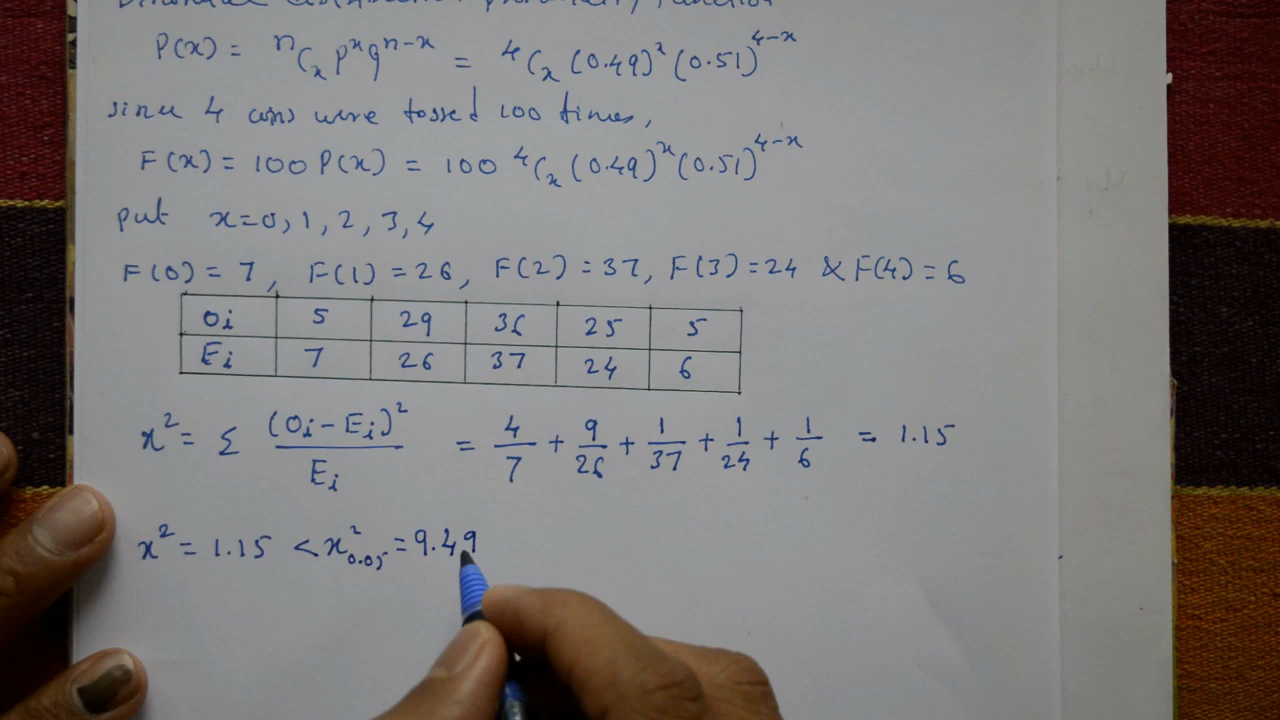 P(x) = ⁿCₓ pˣ qⁿ⁻ˣ = ⁴Cₓ (0.49)ˣ (0.51)⁴⁻ˣ
since 4 coins were tossed 100 times,
F(x) = 100 P(x) = 100 ⁴Cₓ (0.49)ˣ (0.51)⁴⁻ˣ
put x=0, 1, 2, 3, 4
F(0) = 7, F(1) = 26, F(2) = 37, F(3) = 24 & F(4) = 6
Oi 5 29 36 25 5
Ei 7 26 37 24 6
x² = Σ (Oi - Ei)² / Ei = 4/7 + 9/26 + 1/37 + 1/24 + 1/6 = 1.15
x² = 1.15 < x²₀.₀₅ = 9.49